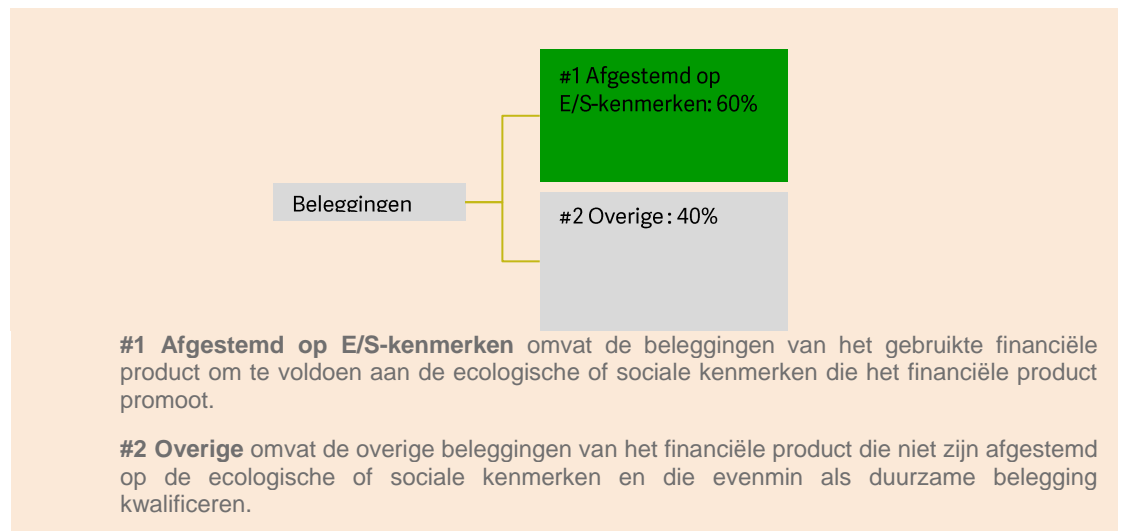 #1 Afgestemd op
E/S-kenmerken: 60%
Beleggingen
#2 Overige: 40%
#1 Afgestemd op E/S-kenmerken omvat de beleggingen van het gebruikte financiële
product om te voldoen aan de ecologische of sociale kenmerken die het financiële product
promoot.
#2 Overige omvat de overige beleggingen van het financiële product die niet zijn afgestemd
op de ecologische of sociale kenmerken en die evenmin als duurzame belegging
kwalificeren.